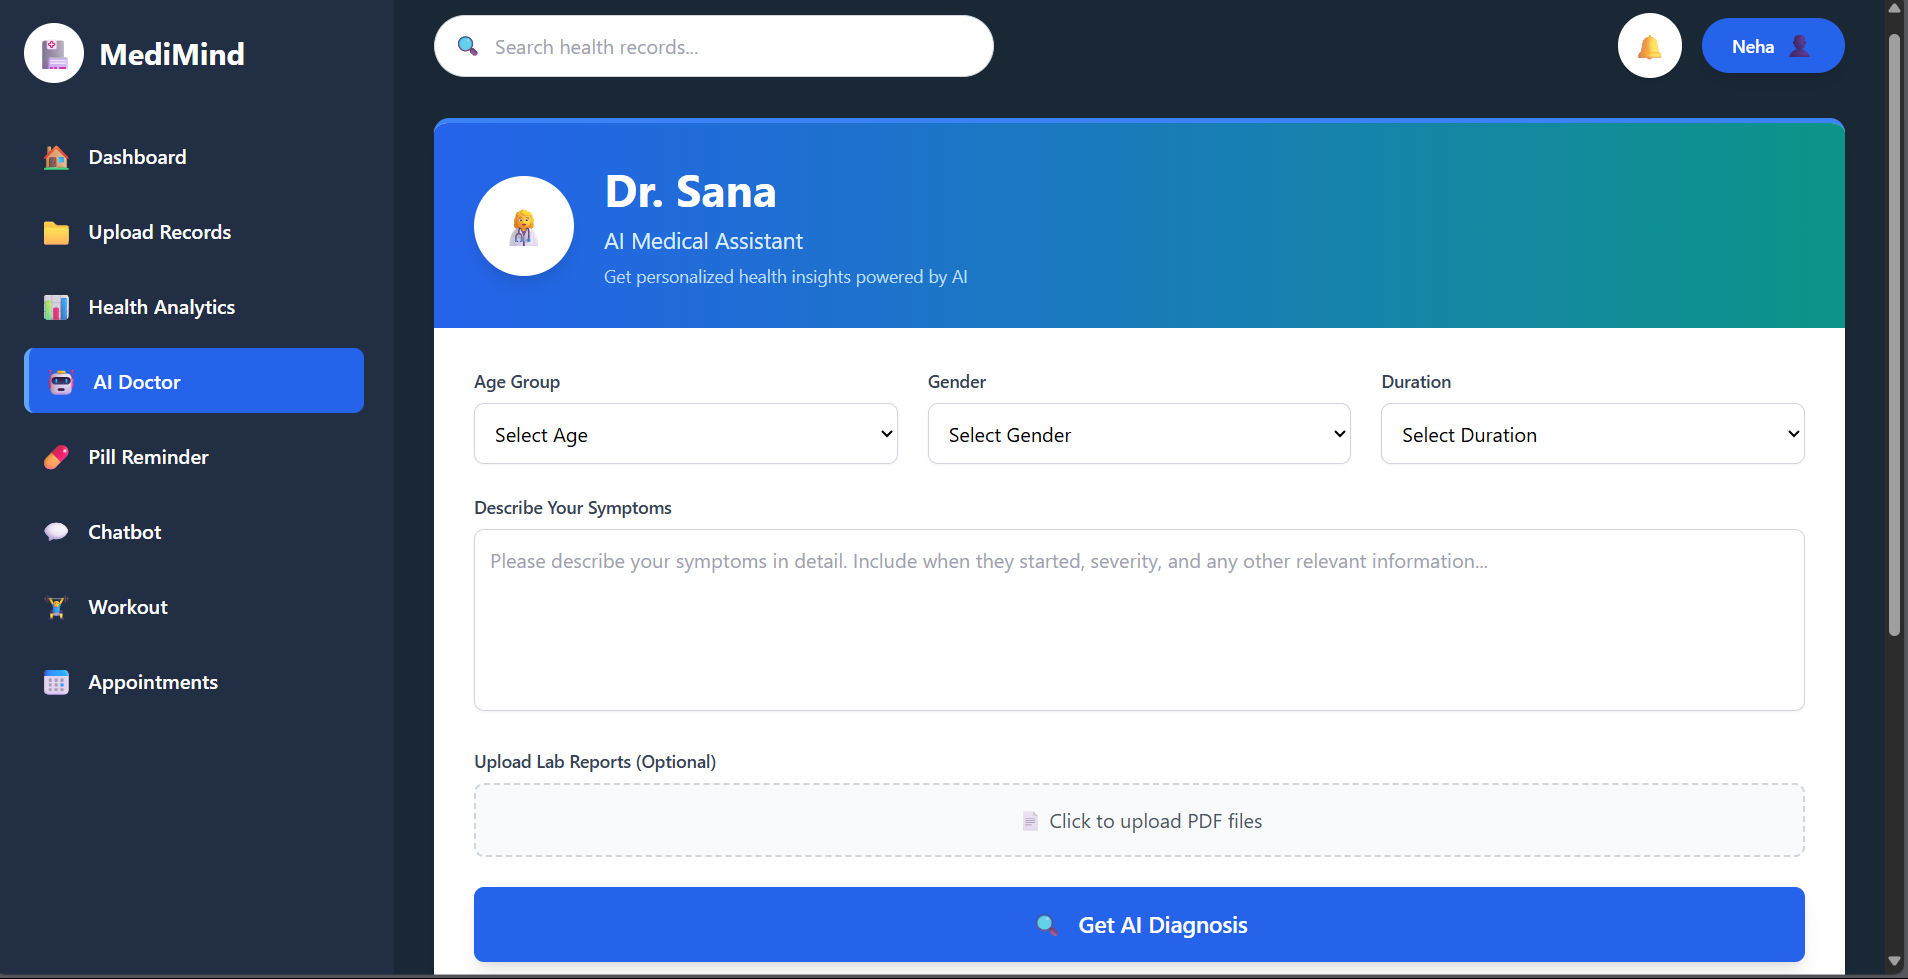 MediMind
Dashboard
Upload Records
Health Analytics
AI Doctor
Pill Reminder
Chatbot
Workout
Appointments
Search health records...
Neha
Dr. Sana
AI Medical Assistant
Get personalized health insights powered by AI
Age Group
Select Age
Gender
Select Gender
Duration
Select Duration
Describe Your Symptoms
Please describe your symptoms in detail. Include when they started, severity, and any other relevant information...
Upload Lab Reports (Optional)
Click to upload PDF files
Get AI Diagnosis